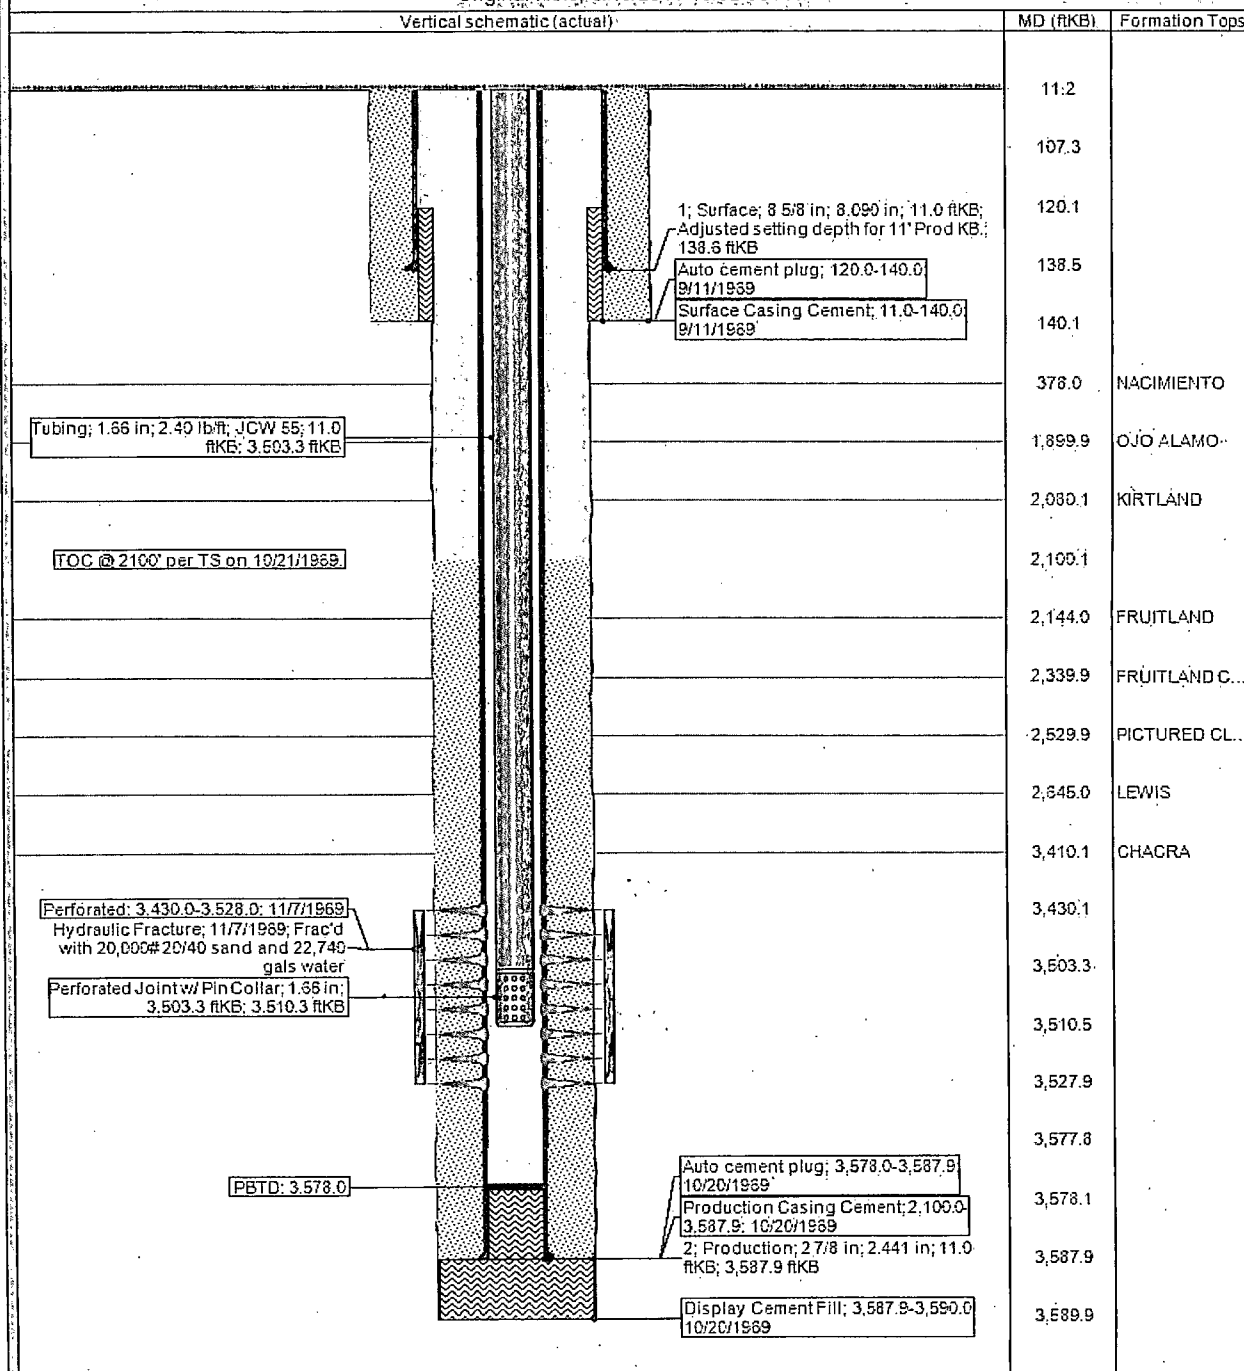 Vertical schematic (actual)
MD (ftKB)
Formation Tops
11.2
107.3
1; Surface; 8 5/8 in; 8.090 in; 11.0 ftKB;
Adjusted setting depth for 11' Prod KB.;
138.6 ftKB
120.1
Auto cement plug; 120.0-140.0;
9/11/1969
138.5
Surface Casing Cement; 11.0-140.0;
9/11/1969
140.1
378.0 NACIMIENTO
Tubing; 1.66 in; 2.40 lb/ft; JCW 55; 11.0
ftKB; 3,503.3 ftKB
1,899.9 OJO ALAMO
2,080.1 KIRTLAND
TOC @ 2100' per TS on 10/21/1969.
2,100.1
2,144.0 FRUITLAND
2,339.9 FRUITLAND C...
2,529.9 PICTURED CL...
2,645.0 LEWIS
3,410.1 CHACRA
Perforated; 3,430.0-3,528.0; 11/7/1969
3,430.1
Hydraulic Fracture; 11/7/1969; Frac'd
with 20,000# 20/40 sand and 22,740
gals water
3,503.3
Perforated Joint w/ Pin Collar; 1.66 in;
3,503.3 ftKB; 3,510.3 ftKB
3,510.5
3,527.9
3,577.8
PBTD; 3,578.0
Auto cement plug; 3,578.0-3,587.9;
10/20/1969
3,578.1
Production Casing Cement; 2,100.0-
3,587.9; 10/20/1969
2; Production; 2 7/8 in; 2.441 in; 11.0
ftKB; 3,587.9 ftKB
3,587.9
Display Cement Fill; 3,587.9-3,590.0;
10/20/1969
3,589.9